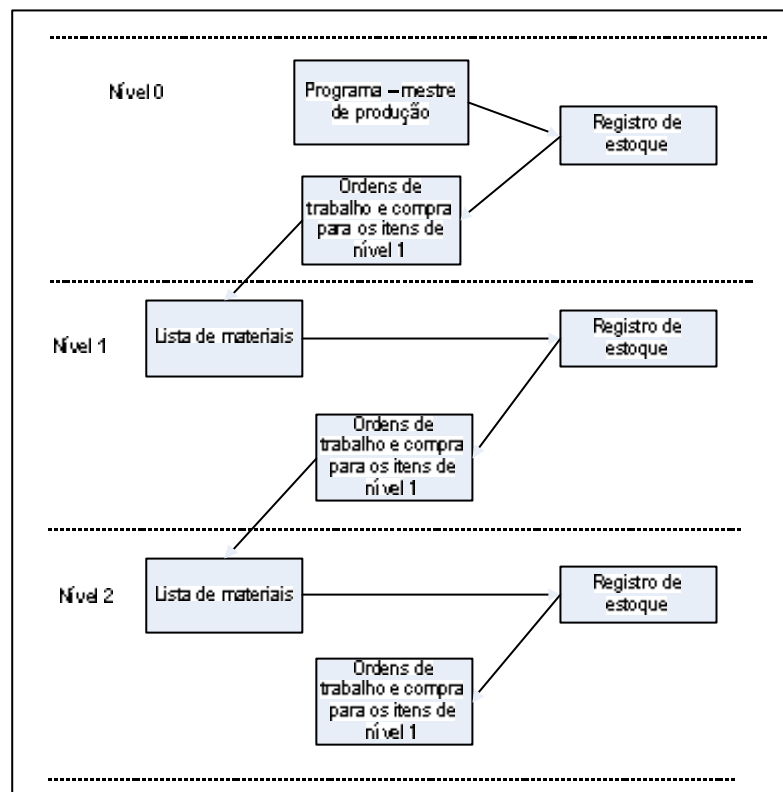 Nível 0
Programa – mestre
de produção
Registro de
estoque
Ordens de
trabalho e compra
para os itens de
nível 1
Nível 1
Lista de materiais
Registro de
estoque
Ordens de
trabalho e compra
para os itens de
nível 1
Nível 2
Lista de materiais
Registro de
estoque
Ordens de
trabalho e compra
para os itens de
nível 1